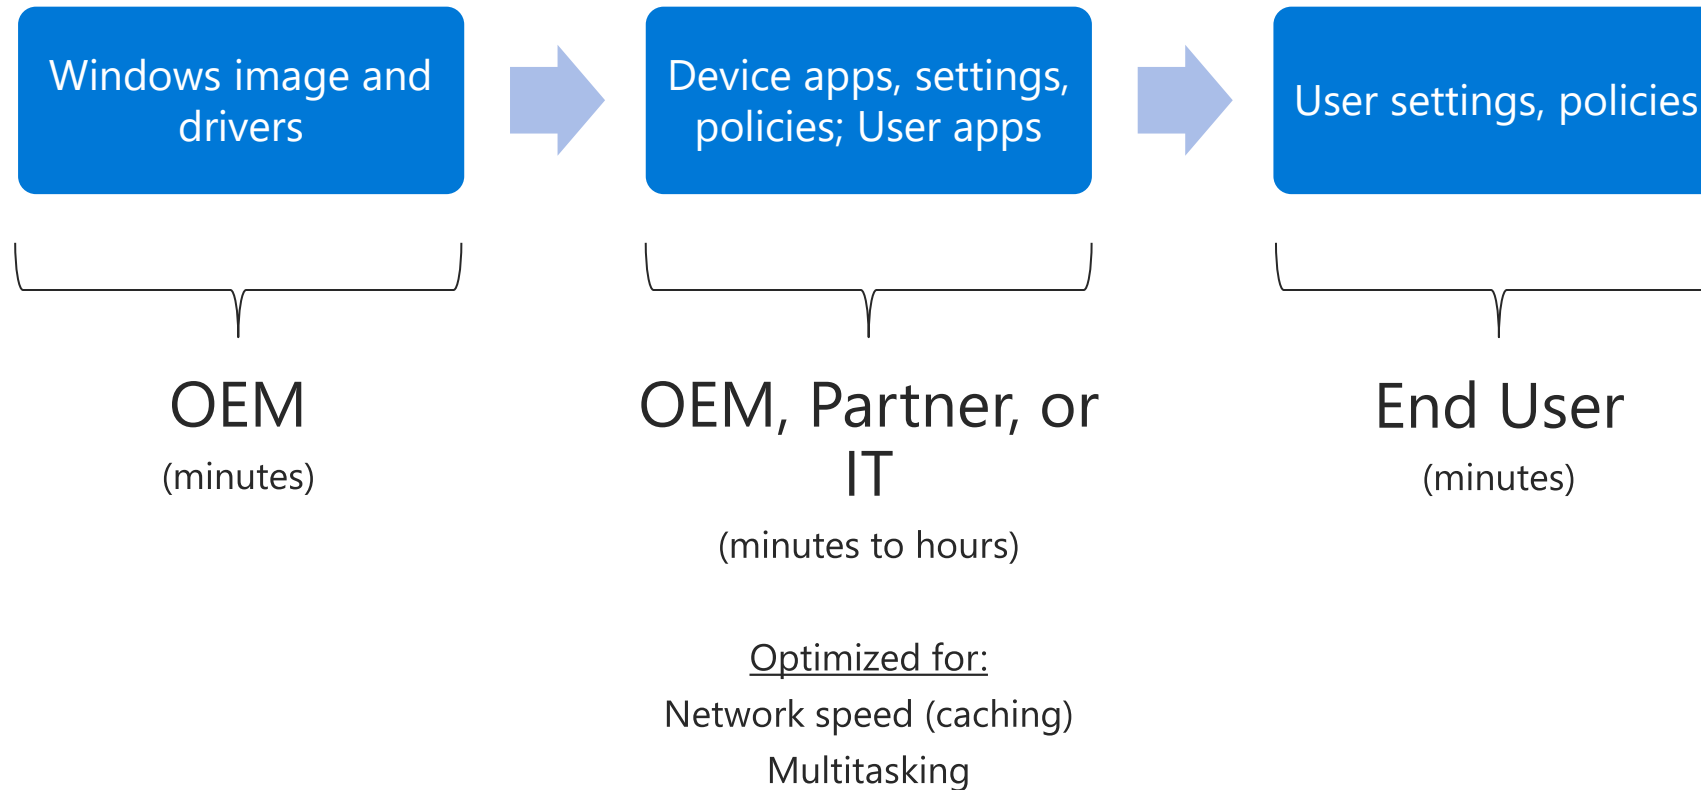 Windows image and
drivers
Device apps, settings,
policies; User apps
User settings, policies
OEM
(minutes)
OEM, Partner, or
IT
(minutes to hours)
Optimized for:
Network speed (caching)
Multitasking
End User
(minutes)